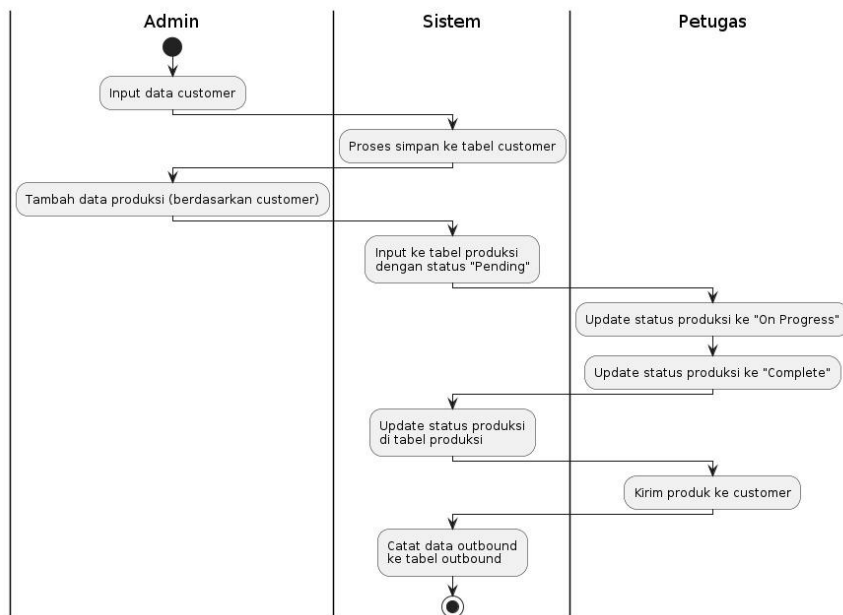 Admin
Sistem
Petugas
Input data customer
Proses simpan ke tabel customer
Tambah data produksi (berdasarkan customer)
Input ke tabel produksi
dengan status "Pending"
Update status produksi ke "On Progress"
Update status produksi ke "Complete"
Update status produksi
di tabel produksi
Kirim produk ke customer
Catat data outbound
ke tabel outbound